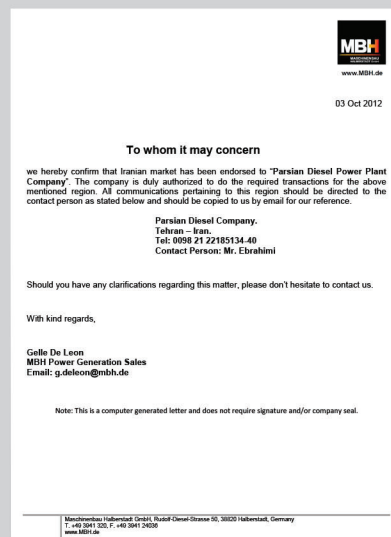 MBH
MASCHINENBAU
www.MBH.de
03 Oct 2012
To whom it may concern
we hereby confirm that Iranian market has been endorsed to "Parsian Diesel Power Plant
Company". The company is duly authorized to do the required transactions for the above
mentioned region. All communications pertaining to this region should be directed to the
contact person as stated below and should be copied to us by email for our reference.
Parsian Diesel Company.
Tehran – Iran.
Tel: 0098 21 22185134-40
Contact Person: Mr. Ebrahimi
Should you have any clarifications regarding this matter, please don't hesitate to contact us.
With kind regards,
Gelle De Leon
MBH Power Generation Sales
Email: g.deleon@mbh.de
Note: This is a computer generated letter and does not require signature and/or company seal.
Maschinenbau Halberstadt GmbH, Rudolf-Diesel-Strasse 50, 38820 Halberstadt, Germany
T. +49 3941 320, F. +49 3941 24036
www.MBH.de